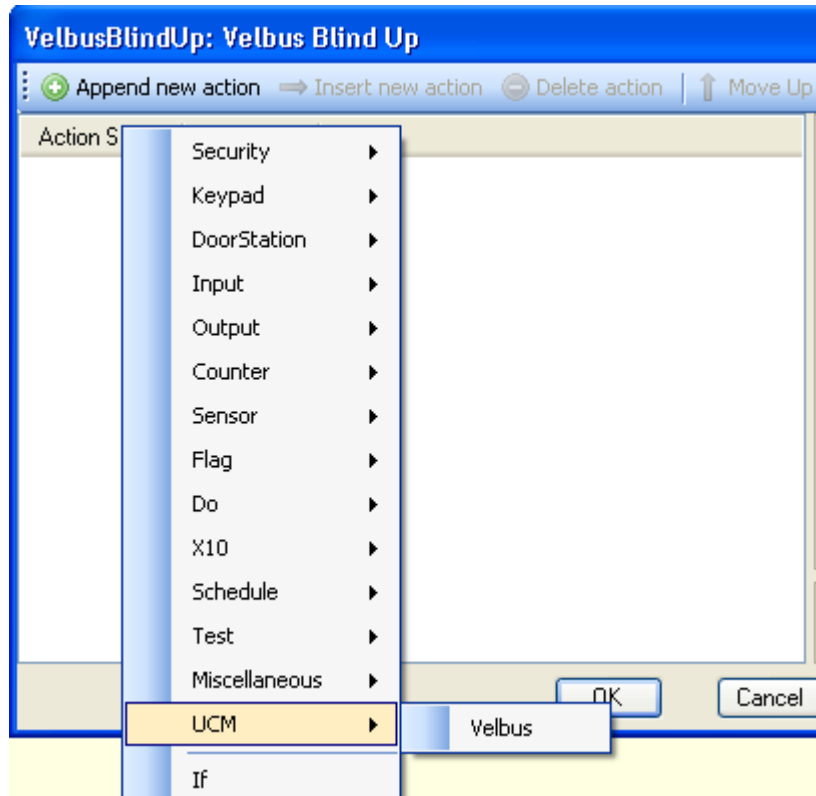 VelbusBlindUp: Velbus Blind Up
Append new action Insert new action Delete action Move Up
Action S
Security
Keypad
DoorStation
Input
Output
Counter
Sensor
Flag
Do
X10
Schedule
Test
Miscellaneous
OK Cancel
UCM Velbus
If